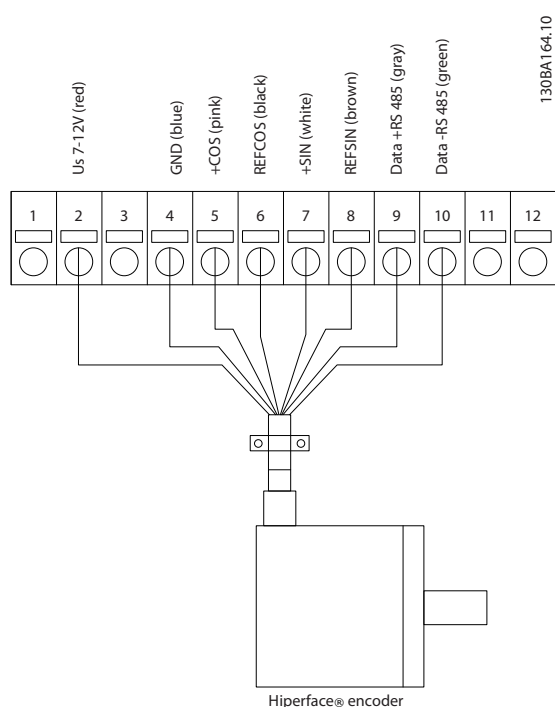 130BA164.10
Us 7-12V (red)
GND (blue)
+COS (pink)
REFCOS (black)
+SIN (white)
REFSIN (brown)
Data +RS 485 (gray)
Data -RS 485 (green)
1 2 3 4 5 6 7 8 9 10 11 12
Hiperface® encoder